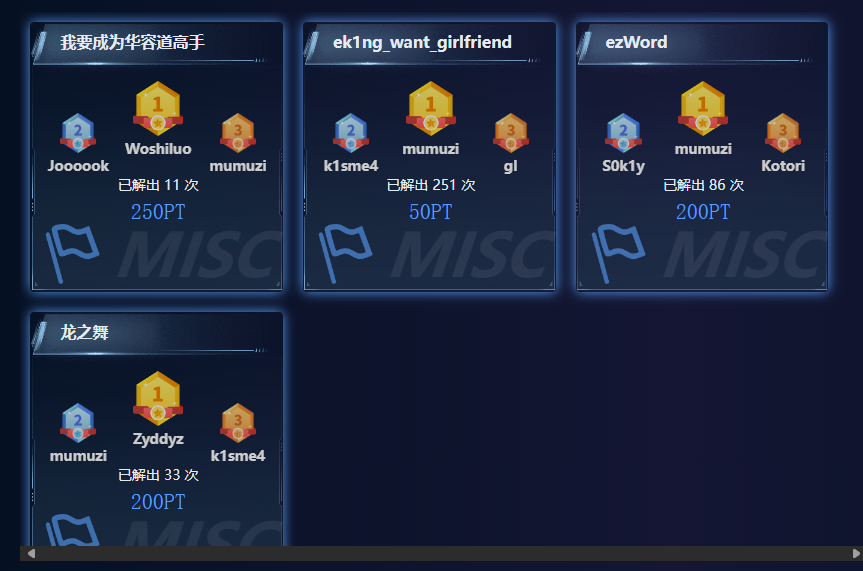 我要成为华容道高手
1
2
3
Woshiluo
Joooook
mumuzi
已解出 11 次
250PT
MISC
ek1ng_want_girlfriend
1
2
3
mumuzi
k1sme4
gl
已解出 251 次
50PT
MISC
ezWord
1
2
3
mumuzi
S0k1y
Kotori
已解出 86 次
200PT
MISC
龙之舞
1
2
3
Zyddyz
mumuzi
k1sme4
已解出 33 次
200PT
MISC